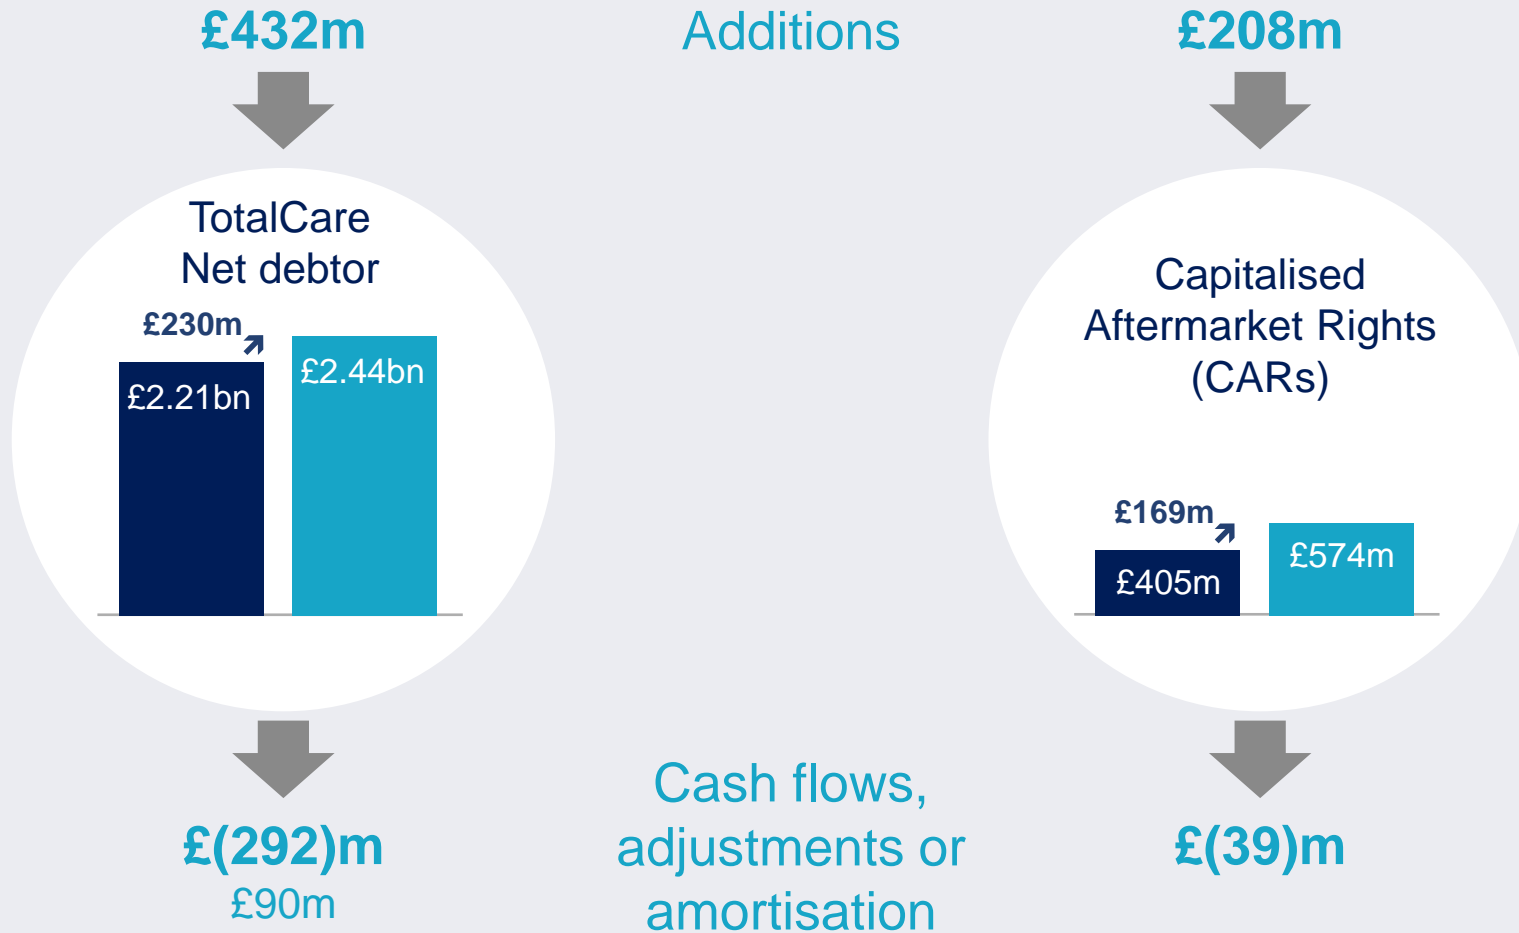 £432m
Additions
£208m
TotalCare
Net debtor
£230m
£2.21bn
£2.44bn
Capitalised
Aftermarket Rights
(CARs)
£169m
£405m
£574m
Cash flows,
adjustments or
amortisation
£(292)m
£90m
£(39)m